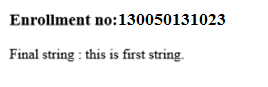 Enrollment no:130050131023
Final string : this is first string.